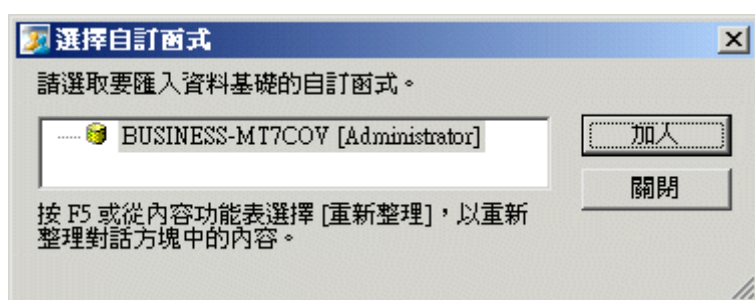 選擇自訂函式
請選取要匯入資料基礎的自訂函式。
BUSINESS-MT7COV [Administrator]
加入
關閉
按 F5 或從內容功能表選擇 [重新整理],以重新
整理對話方塊中的內容。